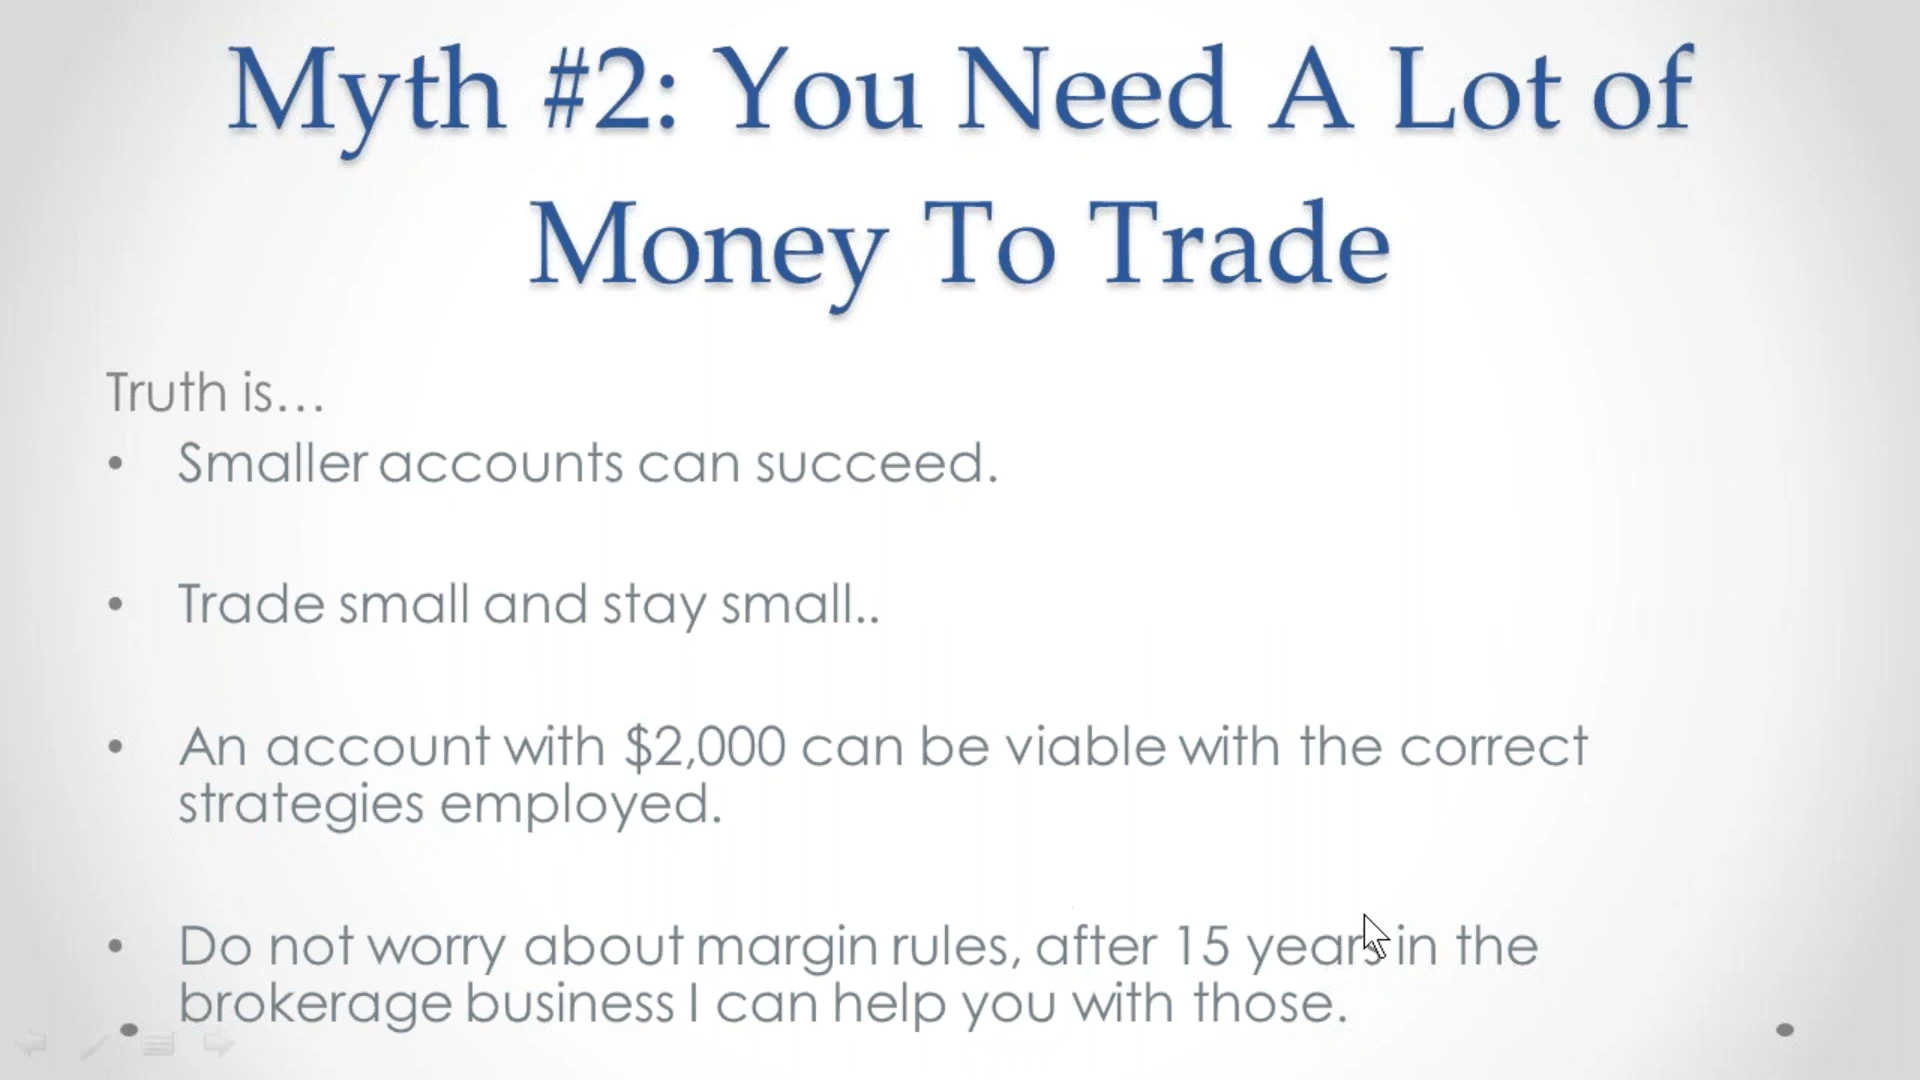 Myth #2: You Need A Lot of
Money To Trade
Truth is...
• Smaller accounts can succeed.
• Trade small and stay small..
• An account with $2,000 can be viable with the correct
strategies employed.
• Do not worry about margin rules, after 15 years in the
brokerage business I can help you with those.